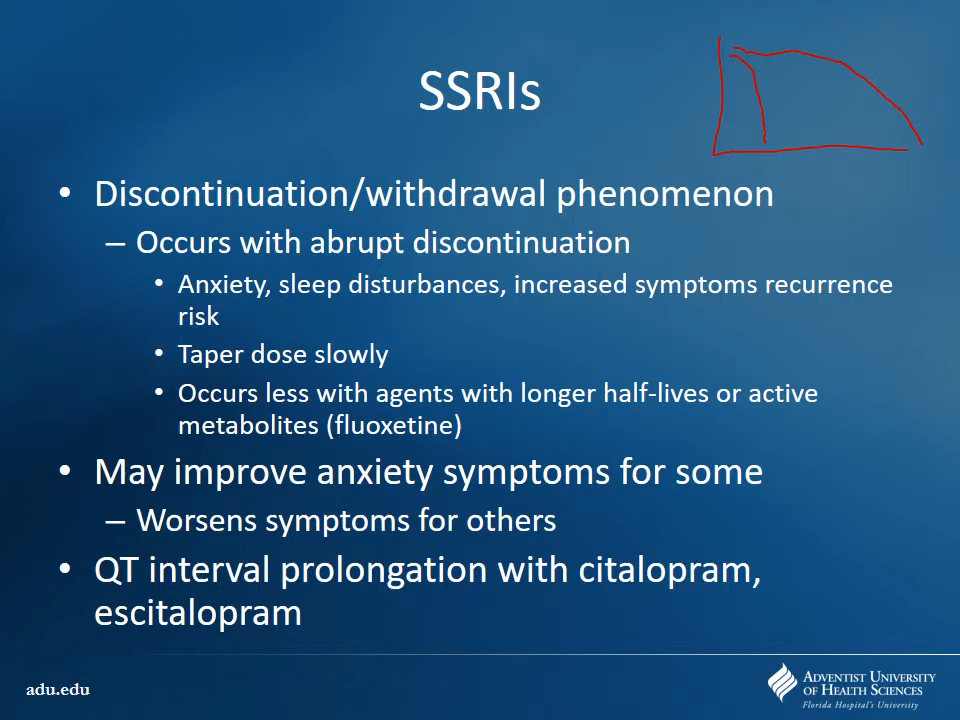 SSRIs
• Discontinuation/withdrawal phenomenon
– Occurs with abrupt discontinuation
• Anxiety, sleep disturbances, increased symptoms recurrence
risk
• Taper dose slowly
• Occurs less with agents with longer half-lives or active
metabolites (fluoxetine)
• May improve anxiety symptoms for some
– Worsens symptoms for others
• QT interval prolongation with citalopram,
escitalopram
adu.edu
ADVENTIST UNIVERSITY
OF HEALTH SCIENCES
Florida Hospital's University